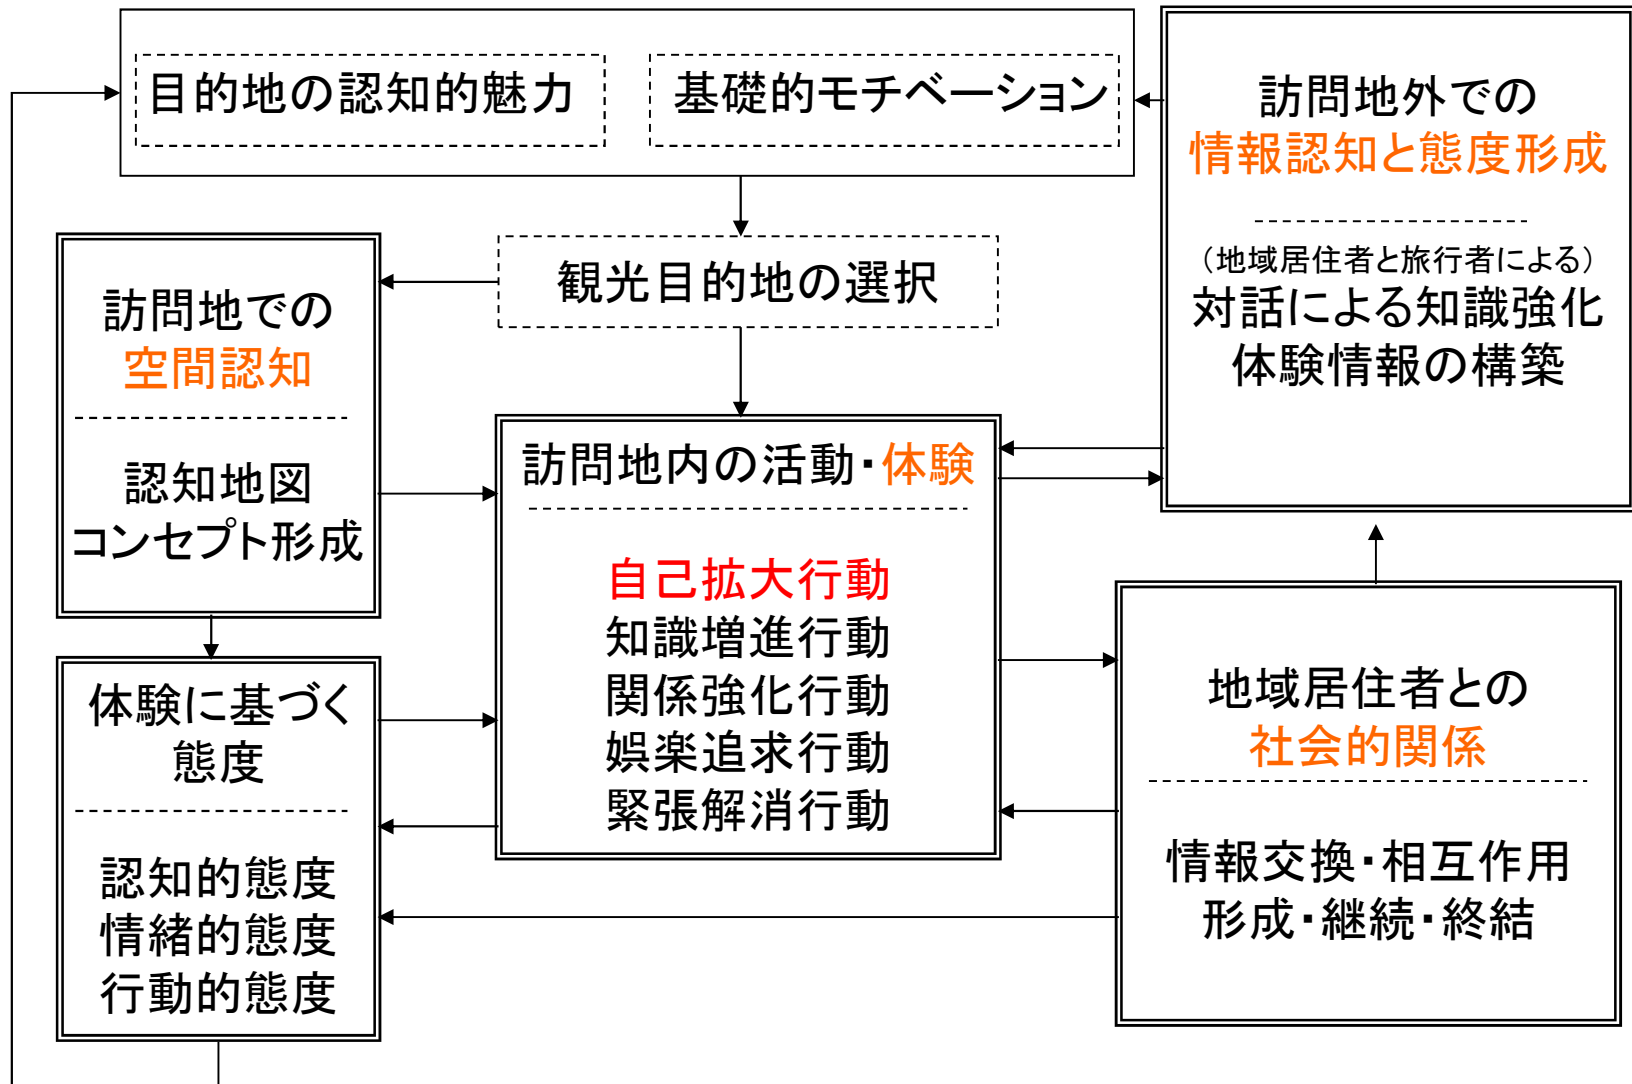 目的地の認知的魅力
基礎的モチベーション
訪問地外での
情報認知と態度形成
(地域居住者と旅行者による)
対話による知識強化
体験情報の構築
観光目的地の選択
訪問地での
空間認知
認知地図
コンセプト形成
訪問地内の活動・体験
自己拡大行動
知識増進行動
関係強化行動
娯楽追求行動
緊張解消行動
体験に基づく
態度
認知的態度
情緒的態度
行動的態度
地域居住者との
社会的関係
情報交換・相互作用
形成・継続・終結